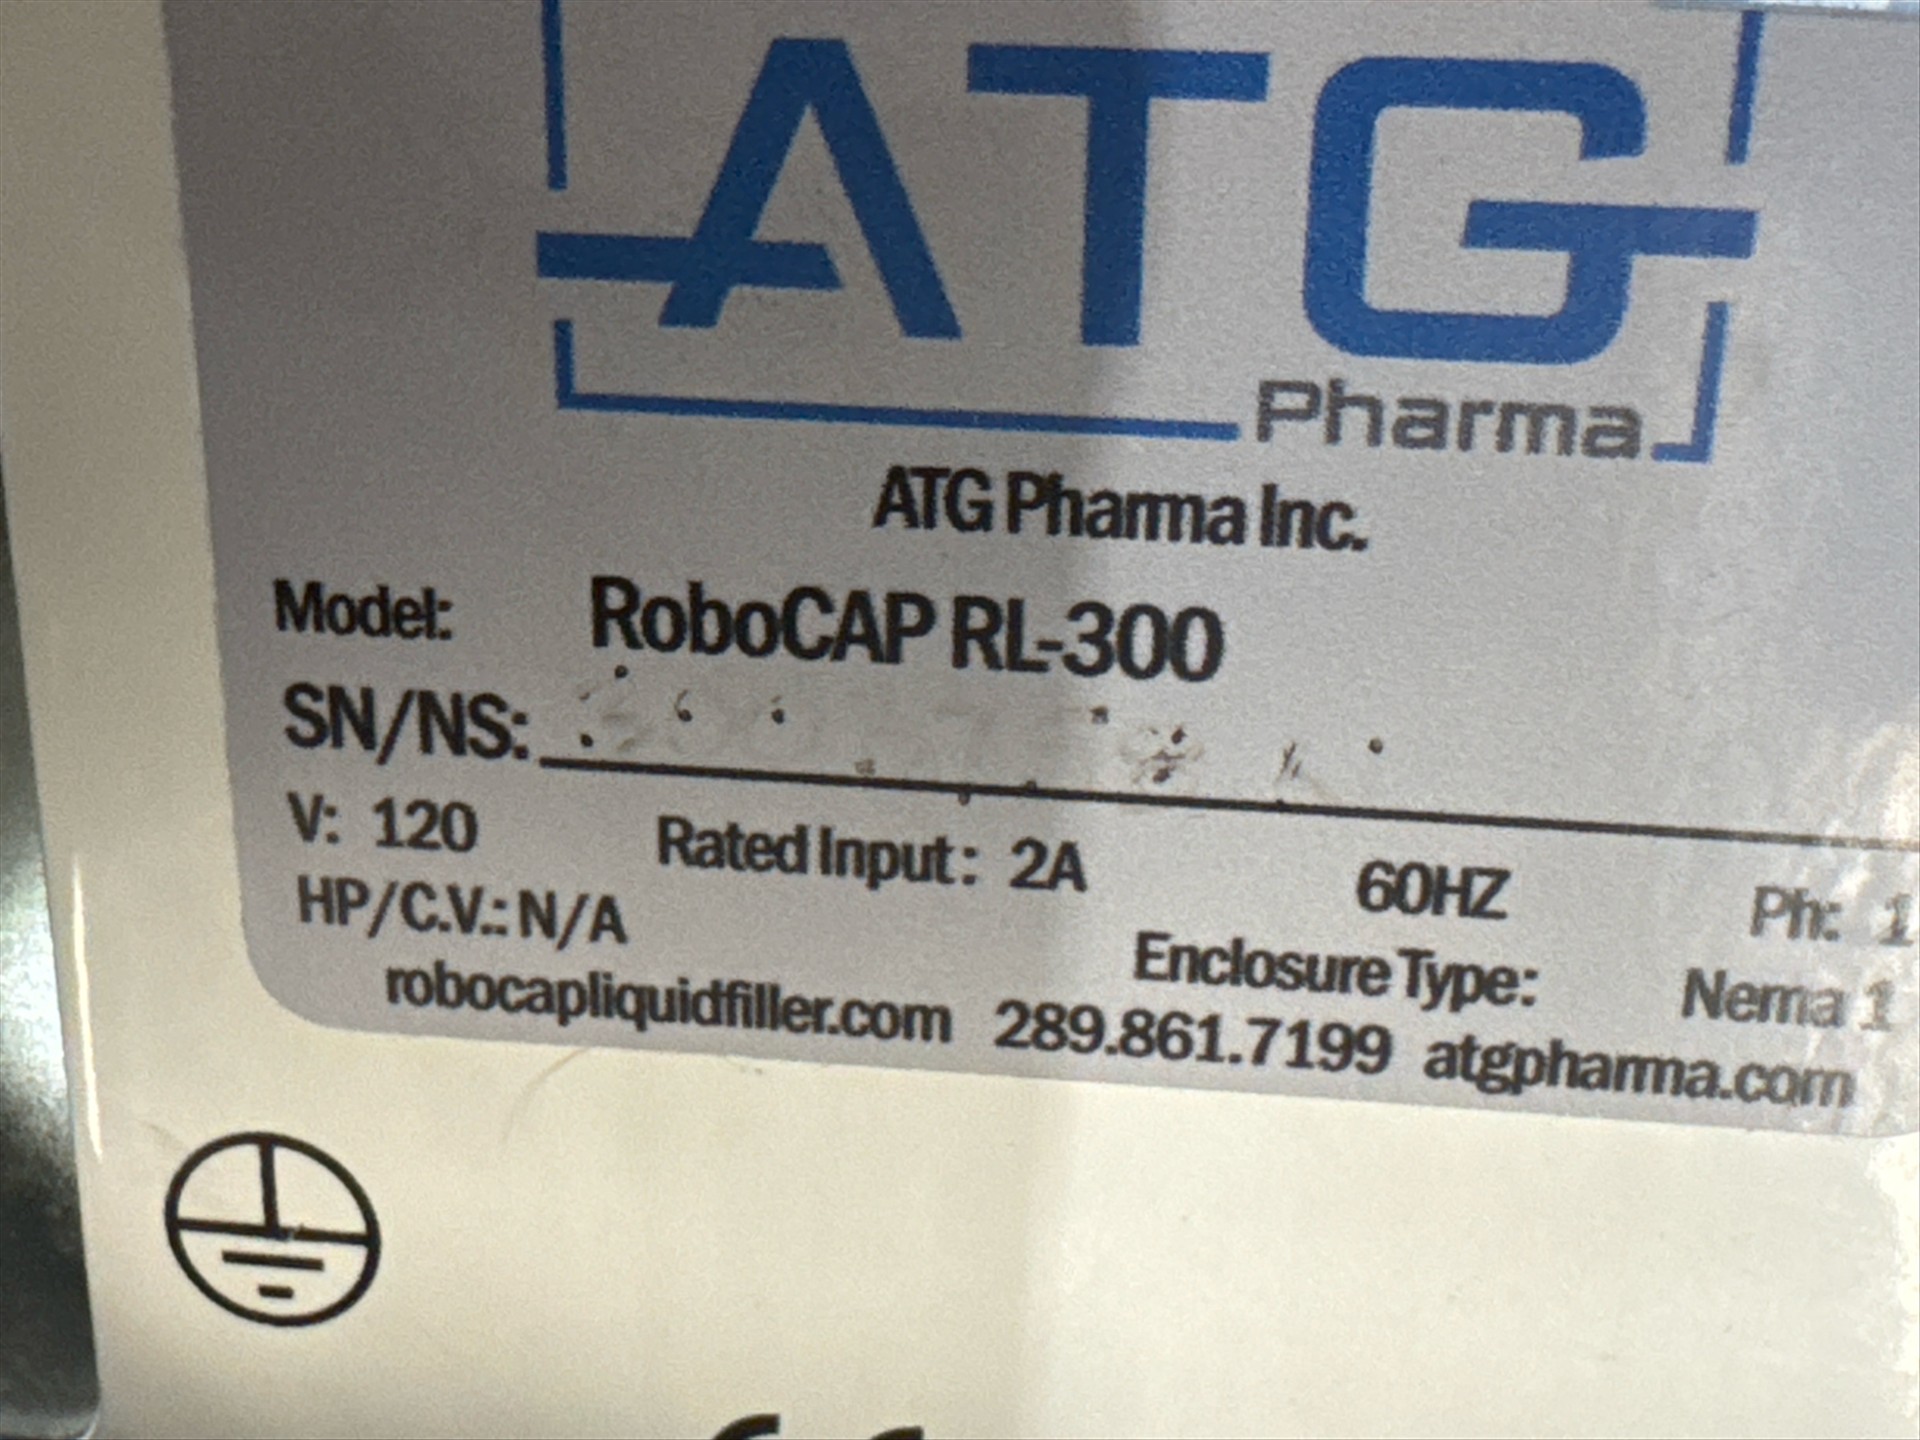 ATG
Pharma
ATG Pharma Inc.
Model: RoboCAP RL-300
SN/NS:
V: 120 Rated Input: 2A 60HZ Ph: 1
HP/C.V.: N/A Enclosure Type: Nema 1
robocapliquidfiller.com 289.861.7199 atgpharma.com